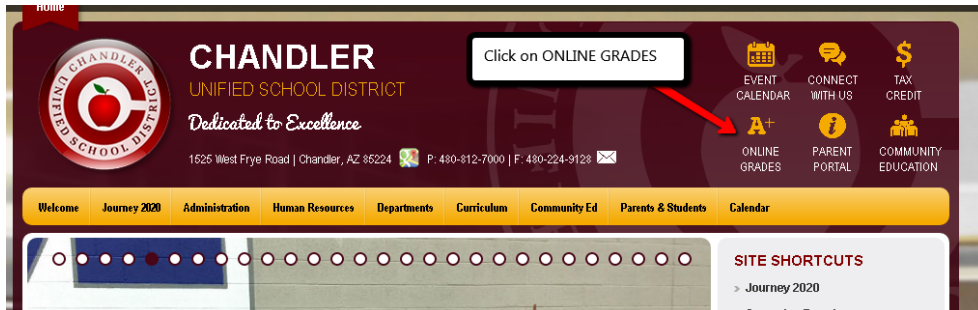 Home
CHANDLER
UNIFIED SCHOOL DISTRICT
Dedicated to Excellence
1525 West Frye Road | Chandler, AZ 85224 P: 480-812-7000 | F: 480-224-9128
CHANDLER UNIFIED SCHOOL DISTRICT
Click on ONLINE GRADES
EVENT
CALENDAR
CONNECT
WITH US
TAX
CREDIT
A+
ONLINE
GRADES
PARENT
PORTAL
COMMUNITY
EDUCATION
Welcome Journey 2020 Administration Human Resources Departments Curriculum Community Ed Parents & Students Calendar
SITE SHORTCUTS
» Journey 2020